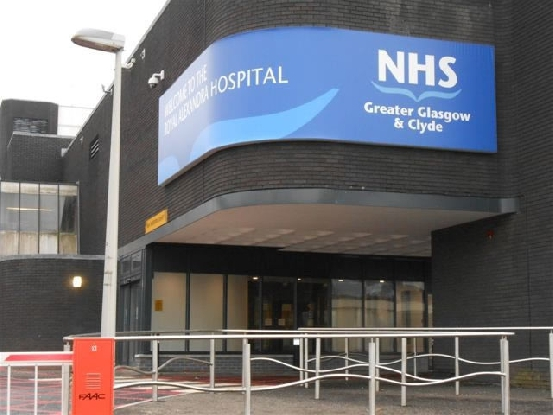 WELCOME TO THE
ROYAL ALEXANDRA HOSPITAL
NHS
Greater Glasgow
& Clyde
FAAC